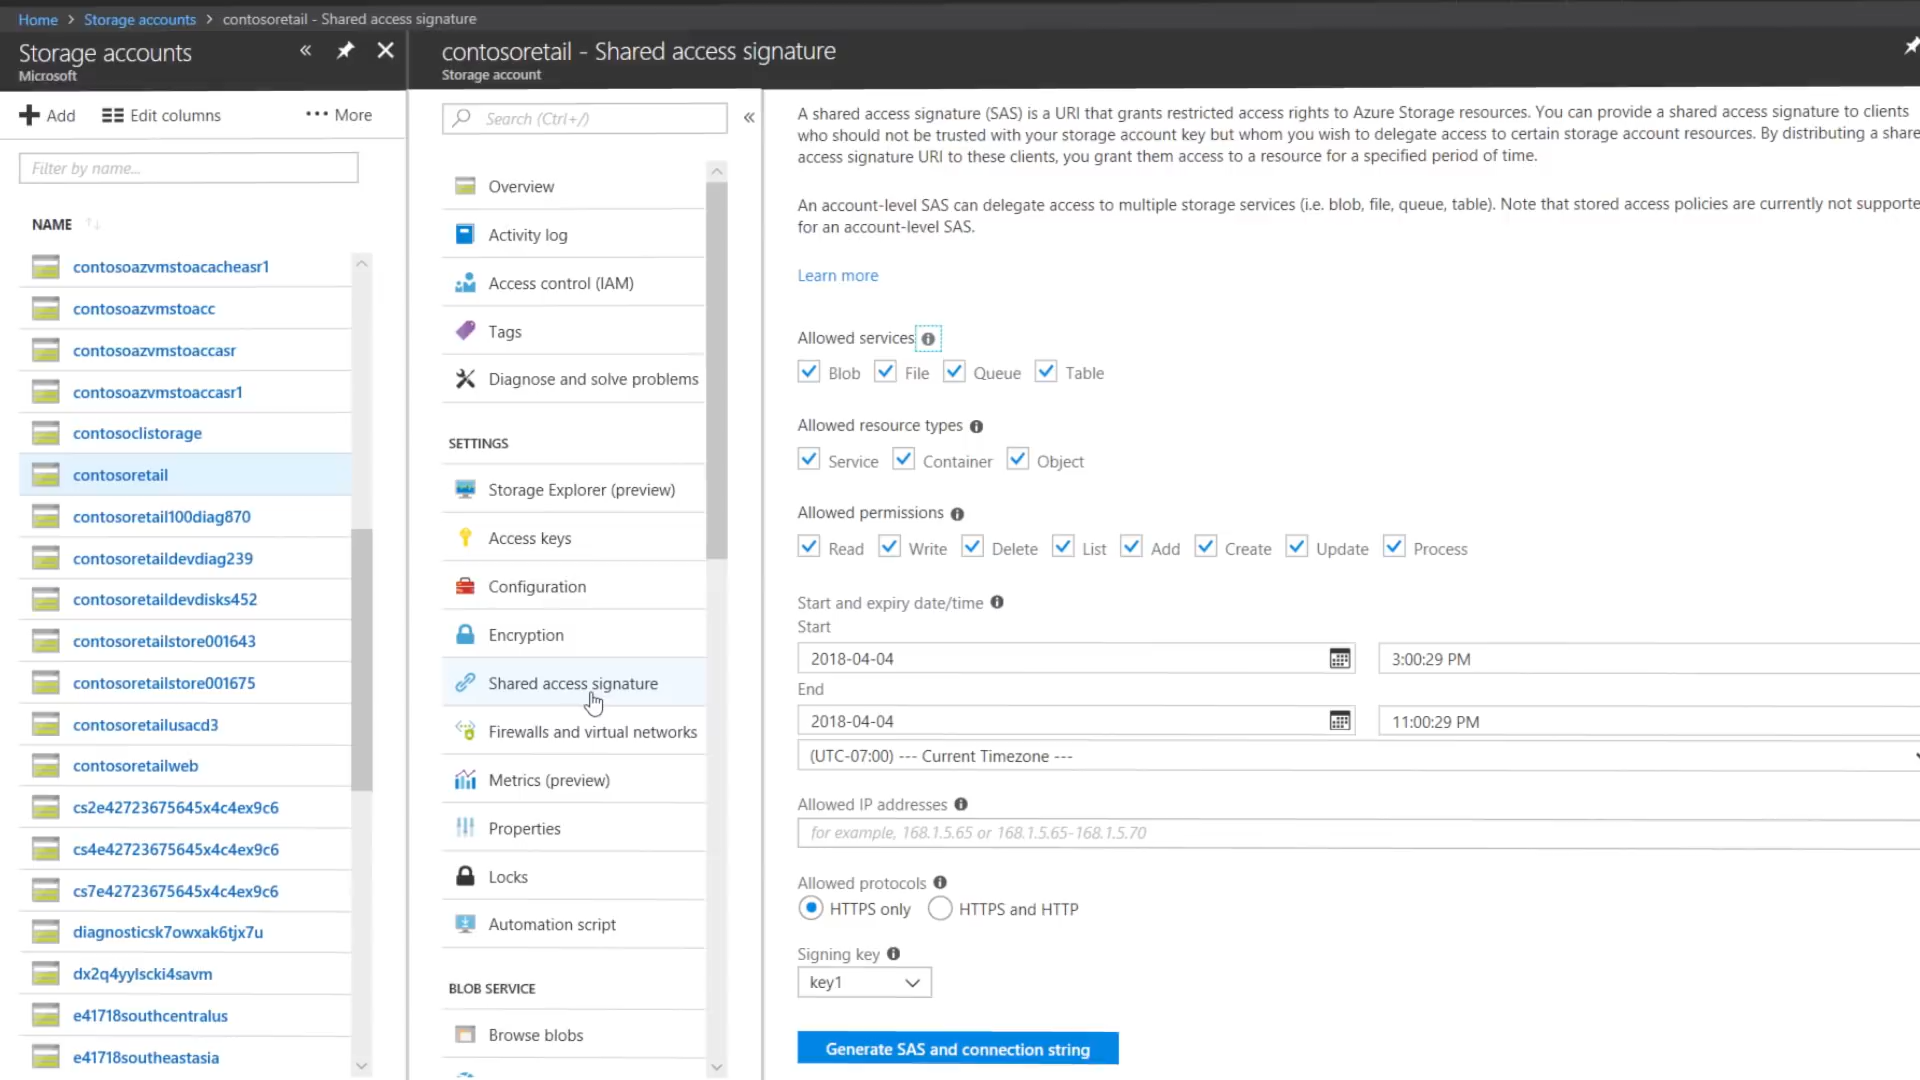 Home > Storage accounts > contosoretail - Shared access signature
Storage accounts
Microsoft
Add
Edit columns
More
Filter by name...
NAME
contosoazvmstoacacheasr1
contosoazvmstoacc
contosoazvmstoaccasr
contosoazvmstoaccasr1
contosoclistorage
contosoretail
contosoretail100diag870
contosoretaildevdiag239
contosoretaildevdisks452
contosoretailstore001643
contosoretailstore001675
contosoretailusacd3
contosoretailweb
cs2e42723675645x4c4ex9c6
cs4e42723675645x4c4ex9c6
cs7e42723675645x4c4ex9c6
diagnosticsk7owxak6tjx7u
dx2q4yylscki4savm
e41718southcentralus
e41718southeastasia
contosoretail - Shared access signature
Storage account
Search (Ctrl+/)
Overview
Activity log
Access control (IAM)
Tags
Diagnose and solve problems
SETTINGS
Storage Explorer (preview)
Access keys
Configuration
Encryption
Shared access signature
Firewalls and virtual networks
Metrics (preview)
Properties
Locks
Automation script
BLOB SERVICE
Browse blobs
A shared access signature (SAS) is a URI that grants restricted access rights to Azure Storage resources. You can provide a shared access signature to clients
who should not be trusted with your storage account key but whom you wish to delegate access to certain storage account resources. By distributing a share
access signature URI to these clients, you grant them access to a resource for a specified period of time.
An account-level SAS can delegate access to multiple storage services (i.e. blob, file, queue, table). Note that stored access policies are currently not supporte
for an account-level SAS.
Learn more
Allowed services
Blob File Queue Table
Allowed resource types
Service Container Object
Allowed permissions
Read Write Delete List Add Create Update Process
Start and expiry date/time
Start
2018-04-04 3:00:29 PM
End
2018-04-04 11:00:29 PM
(UTC-07:00) --- Current Timezone ---
Allowed IP addresses
for example, 168.1.5.65 or 168.1.5.65-168.1.5.70
Allowed protocols
HTTPS only HTTPS and HTTP
Signing key
key1
Generate SAS and connection string